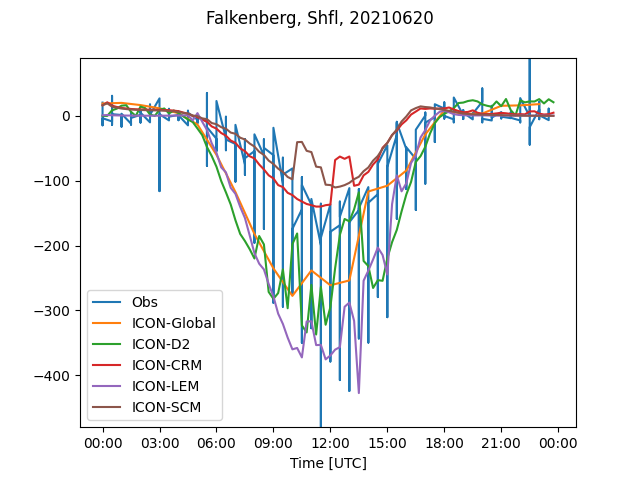 Falkenberg, Shfl, 20210620
0
−100
−200
−300
−400
Obs
ICON-Global
ICON-D2
ICON-CRM
ICON-LEM
ICON-SCM
00:00 03:00 06:00 09:00 12:00 15:00 18:00 21:00 00:00
Time [UTC]